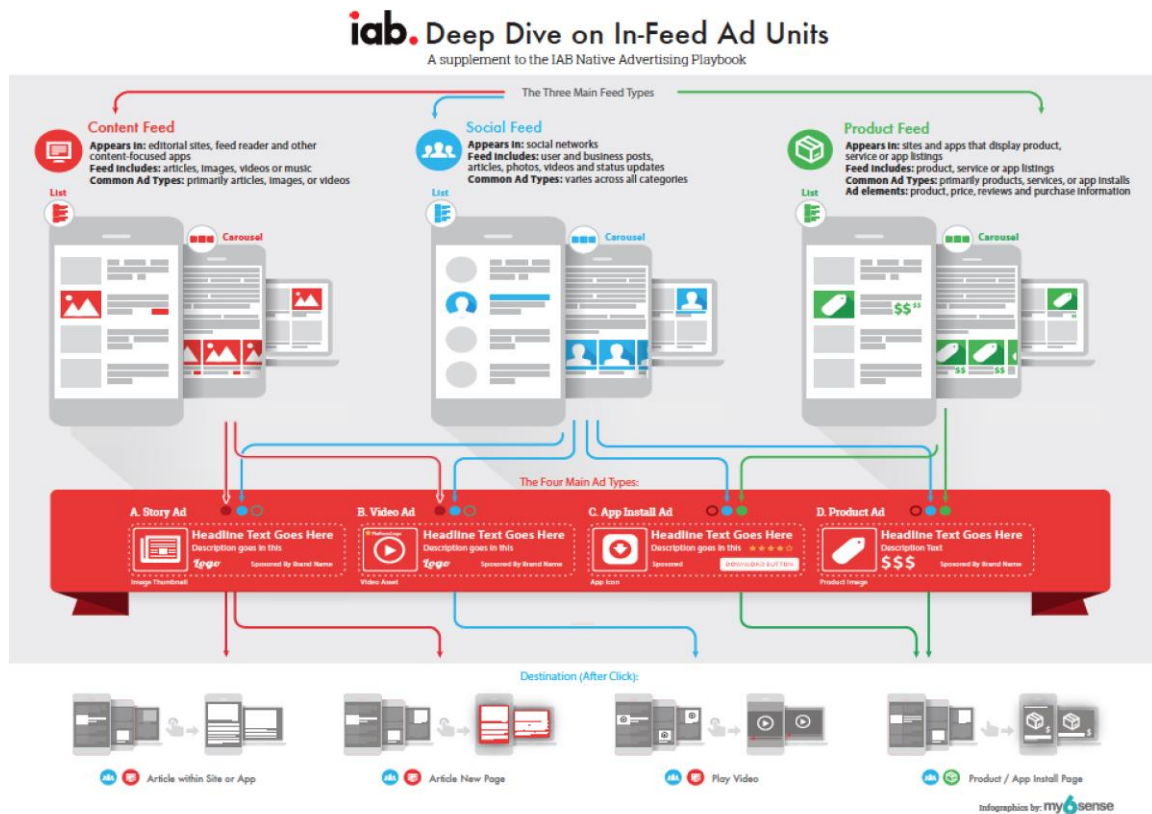 iab. Deep Dive on In-Feed Ad Units
A supplement to the IAB Native Advertising Playbook
The Three Main Feed Types
Content Feed
Appears in: editorial sites, feed reader and other
content-focused apps
Feed includes: articles, images, videos or music
Common Ad Types: primarily articles, images, or videos
List
Carousel
Social Feed
Appears in: social networks
Feed includes: user and business posts,
articles, photos, videos and status updates
Common Ad Types: varies across all categories
List
Carousel
Product Feed
Appears in: sites and apps that display product,
service or app listings
Feed includes: product, service or app listings
Common Ad Types: primarily products, services, or app installs
Ad elements: product, price, reviews and purchase information
List
Carousel
$$$$
$$ $$
The Four Main Ad Types:
A. Story Ad
Headline Text Goes Here
Description goes in this
Logo Sponsored By Brand Name
Image Thumbnail
B. Video Ad
Headline Text Goes Here
Description goes in this
Logo Sponsored By Brand Name
Video Asset
C. App Install Ad
Headline Text Goes Here
Description goes in this
Sponsored DOWNLOAD BUTTON
App Icon
D. Product Ad
Headline Text Goes Here
Description Text
$$$ Sponsored By Brand Name
Product Image
Destination (After Click):
$ $
Article within Site or App
Article New Page
Play Video
Product / App Install Page
Infographics by: my6sense